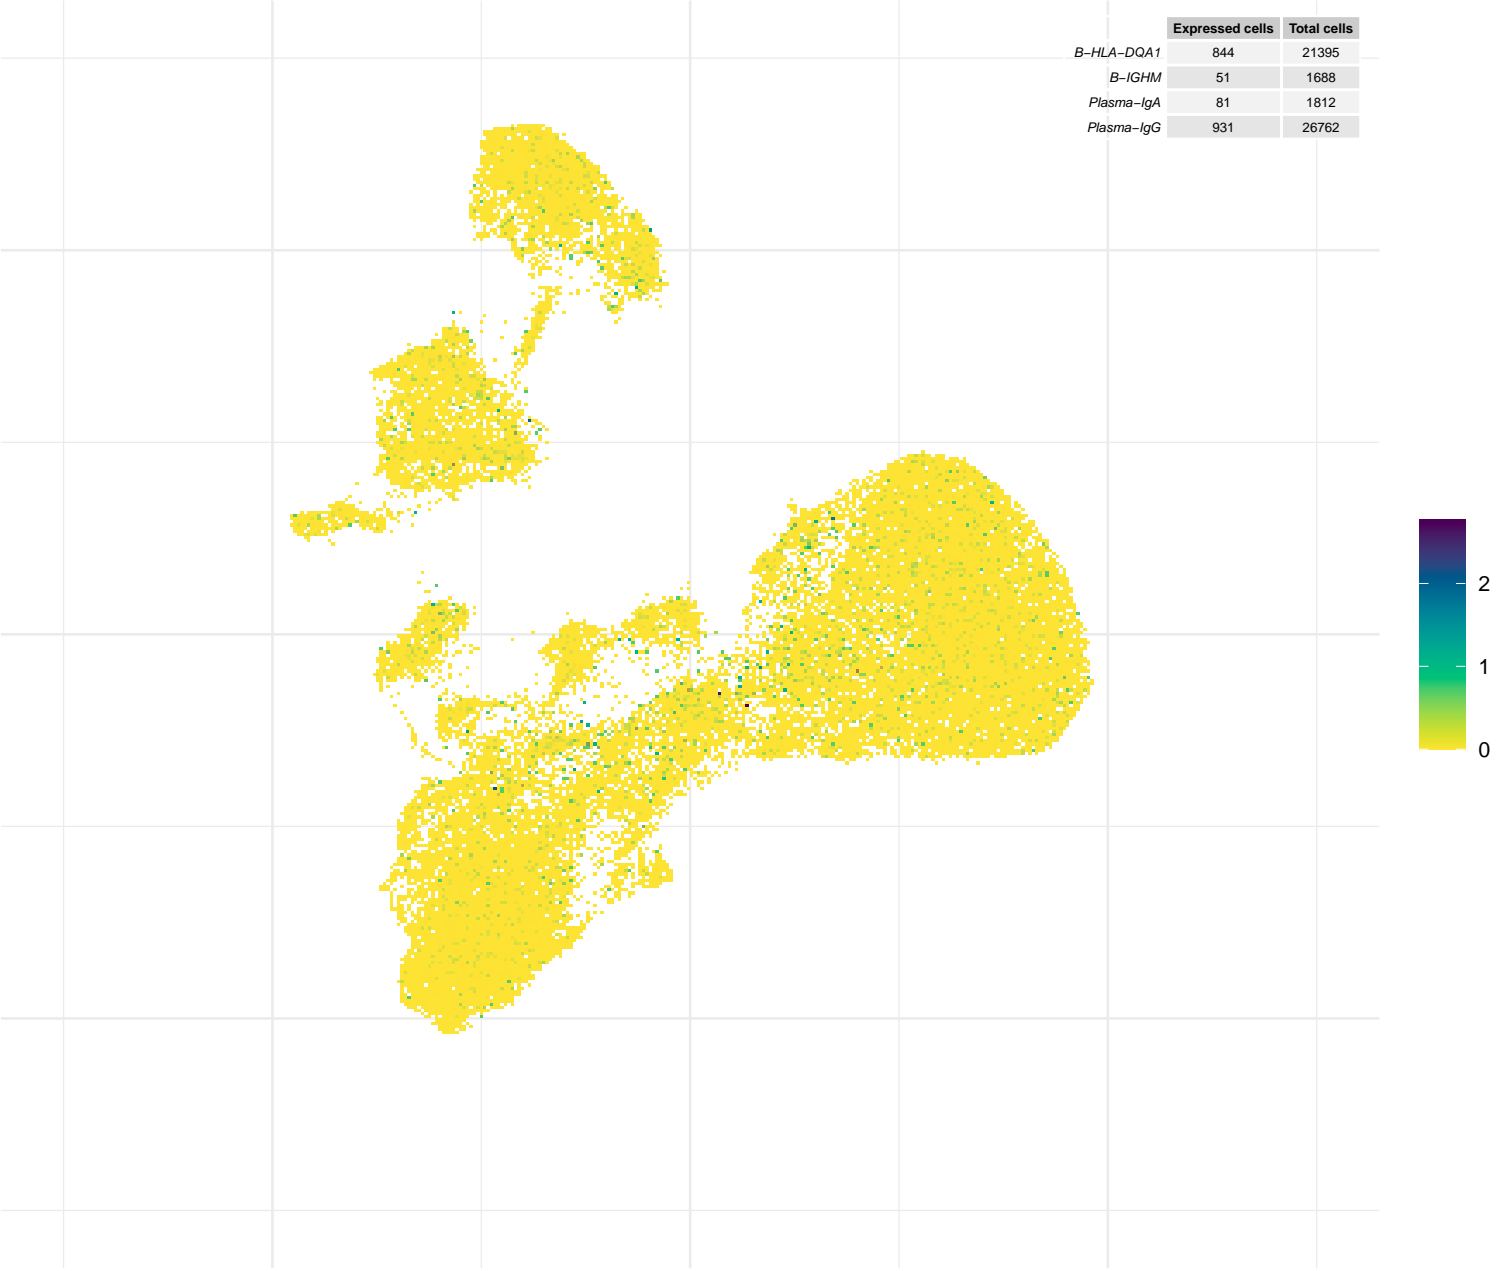 Expressed cells Total cells
B−HLA−DQA1 844 21395
B−IGHM 51 1688
Plasma−IgA 81 1812
Plasma−IgG 931 26762
2
1
0